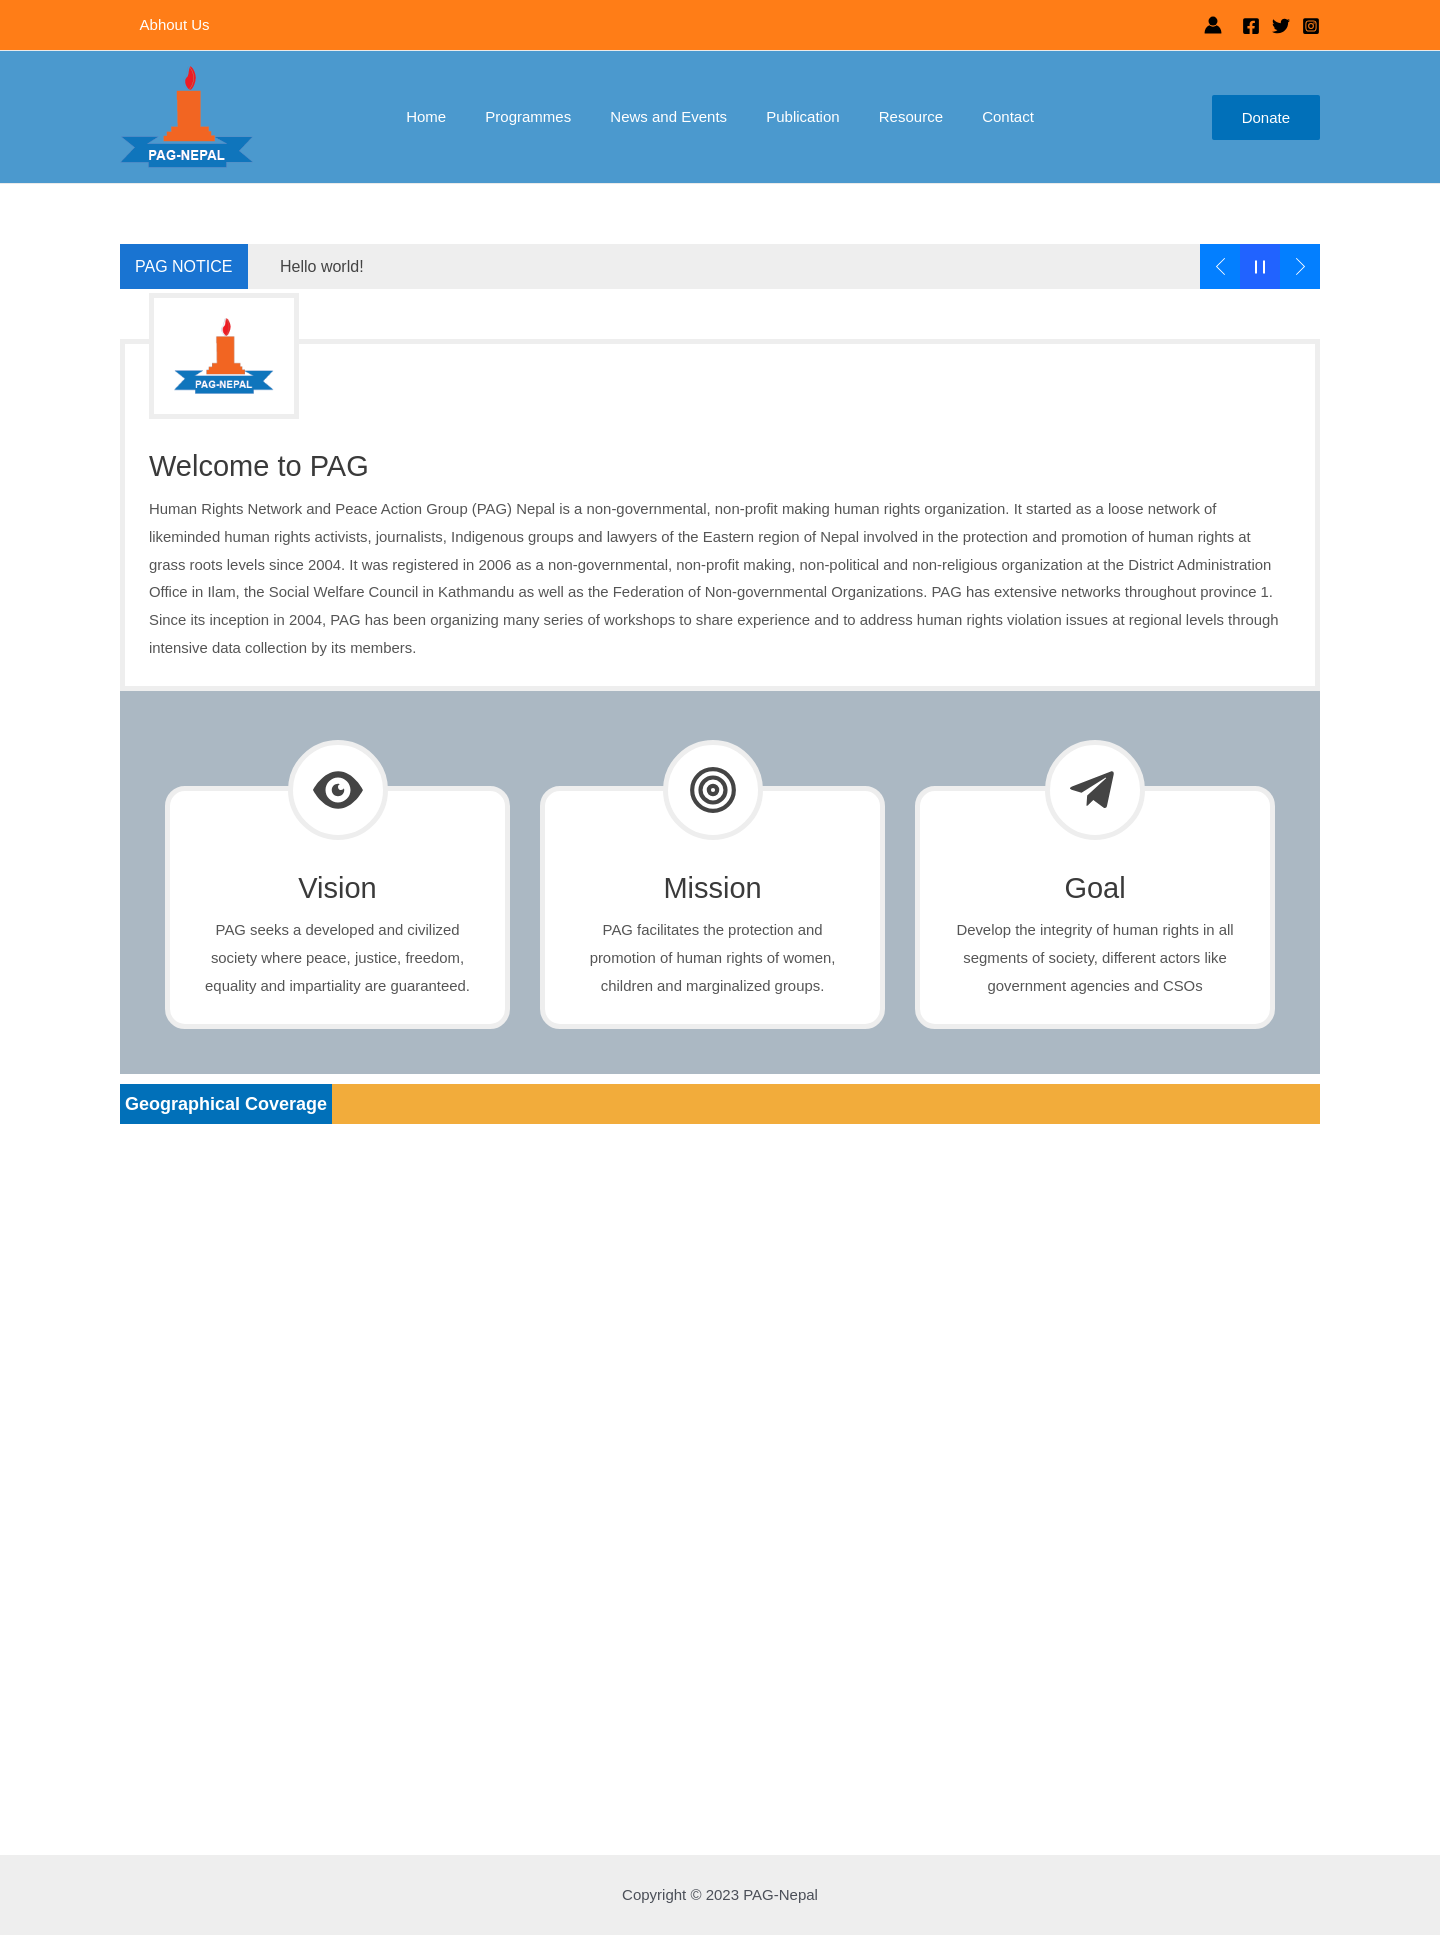 Abhout Us
PAG-NEPAL
Home
Programmes
News and Events
Publication
Resource
Contact
Donate
PAG NOTICE
Hello world!
PAG-NEPAL
Welcome to PAG
Human Rights Network and Peace Action Group (PAG) Nepal is a non-governmental, non-profit making human rights organization. It started as a loose network of
likeminded human rights activists, journalists, Indigenous groups and lawyers of the Eastern region of Nepal involved in the protection and promotion of human rights at
grass roots levels since 2004. It was registered in 2006 as a non-governmental, non-profit making, non-political and non-religious organization at the District Administration
Office in Ilam, the Social Welfare Council in Kathmandu as well as the Federation of Non-governmental Organizations. PAG has extensive networks throughout province 1.
Since its inception in 2004, PAG has been organizing many series of workshops to share experience and to address human rights violation issues at regional levels through
intensive data collection by its members.
Vision
PAG seeks a developed and civilized
society where peace, justice, freedom,
equality and impartiality are guaranteed.
Mission
PAG facilitates the protection and
promotion of human rights of women,
children and marginalized groups.
Goal
Develop the integrity of human rights in all
segments of society, different actors like
government agencies and CSOs
Geographical Coverage
Copyright © 2023 PAG-Nepal